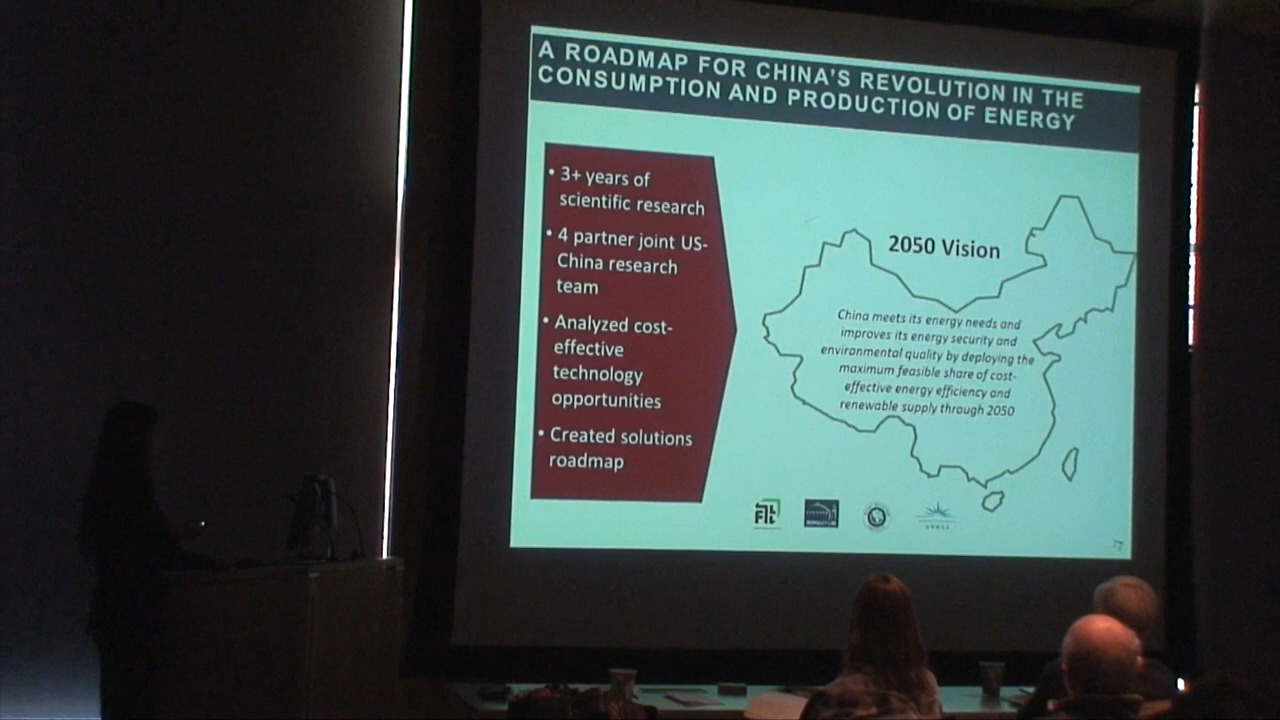 A ROADMAP FOR CHINA'S REVOLUTION IN THE
CONSUMPTION AND PRODUCTION OF ENERGY
• 3+ years of
scientific research
• 4 partner joint US-
China research
team
• Analyzed cost-
effective
technology
opportunities
• Created solutions
roadmap
2050 Vision
China meets its energy needs and
improves its energy security and
environmental quality by deploying the
maximum feasible share of cost-
effective energy efficiency and
renewable supply through 2050